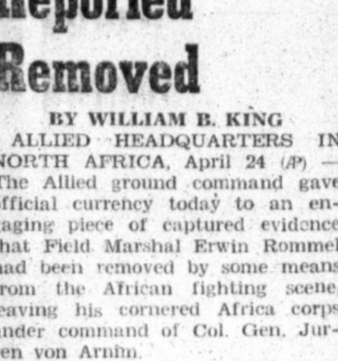 Reported
Removed
BY WILLIAM B. KING
ALLIED HEADQUARTERS IN
NORTH AFRICA, April 24 (AP) —
The Allied ground command gave
official currency today to an en-
gaging piece of captured evidence
that Field Marshal Erwin Rommel
had been removed by some means
from the African fighting scene,
leaving his cornered Africa corps
under command of Col. Gen. Jur-
gen von Arnim.